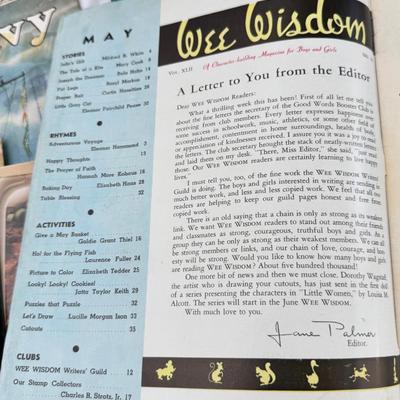 NY
MAY
STORIES
Julie's Gift Michael B. White 4
The Tale of a Kite Mary Cook 8
Joseph the Dreamer Dale Mohn 14
Put Legs Beryl Markus 18
Prayer Bait Curtis Haseltine 26
Little Gray Cat
Eleanor Fairchild Pease 30
RHYMES
Adventurous Voyage
Eleanor Hammond 3
Happy Thoughts 11
The Prayer of Faith
Hannah More Kohaus 16
Baking Day Elizabeth Hans 28
Table Blessing 32
ACTIVITIES
Give a May Basket
Goldie Grant Thiel 16
Ho! for the Flying Fish
Laurence Fuller 24
Picture to Color Elizabeth Tedder 25
Looky! Looky! Cookies!
Jatta Taylor Keith 29
Puzzles that Puzzle 32
Let's Draw Lucille Morgan Ison 33
Cutouts 35
CLUBS
WEE WISDOM Writers' Guild 12
Our Stamp Collectors
Charles R. Strotz, Jr. 17
WEE WISDOM
A Character-building Magazine for Boys and Girls
VOL. XLII
A Letter to You from the Editor
Dear WEE WISDOM Readers:
What a thrilling week this has been! First of all let me tell you
about the fine letters the secretary of the Good Words Booster Club is
receiving from club members. Every letter expresses happiness over
some success in schoolwork, music, athletics, or some other field of
accomplishment, contentment in home surroundings, health of body,
or appreciation of kindnesses received. I assure you it was a joy to read
the letters. The club secretary brought the stack of neatly-written letters
and laid them on my desk. "There, Miss Editor," she said, "read
those. Our WEE WISDOM readers are certainly learning to love happy
lives."
I must tell you, too, of the fine work the WEE WISDOM Writers'
Guild is doing. The boys and girls interested in writing are sending in
much better work, and less and less copied work. We feel that all our
readers are helping to keep our guild pages honest and free from
copied work.
There is an old saying that a chain is only as strong as its weakest
link. We want WEE WISDOM readers to stand out among their friends
and classmates as strong, courageous, truthful boys and girls. As a
group they can be only as strong as their weakest members. We can all
be strong members or links, and our chain of love, courage, and hon-
esty will be strong. Would you like to know how many boys and girls
are reading WEE WISDOM? About five hundred thousand!
One more bit of news and then we must close. Dorothy Wagstaff,
the artist who is drawing your cutouts, has just sent in the first doll
of a series presenting the characters in "Little Women," by Louisa M.
Alcott. The series will start in the June WEE WISDOM.
With much love to you.
Jane Palmer
Editor.